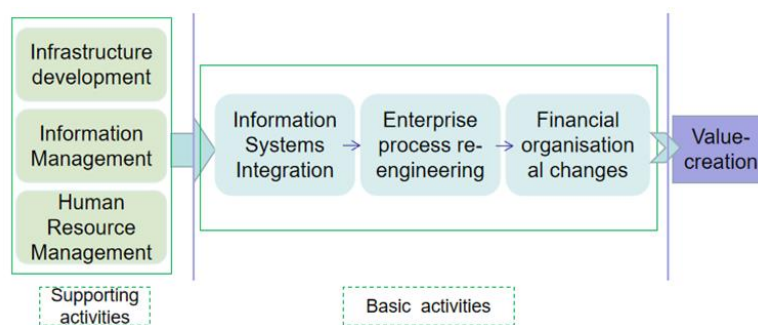 Infrastructure
development
Information
Management
Human
Resource
Management
Information
Systems
Integration
Enterprise
process re-
engineering
Financial
organisation
al changes
Value-
creation
Supporting
activities
Basic activities